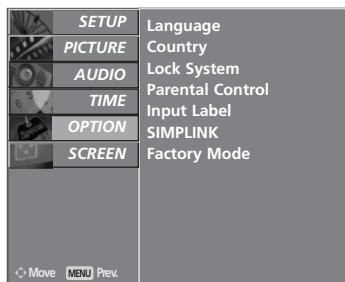 SETUP
PICTURE
AUDIO
TIME
OPTION
SCREEN
Language
Country
Lock System
Parental Control
Input Label
SIMPLINK
Factory Mode
Move MENU Prev.